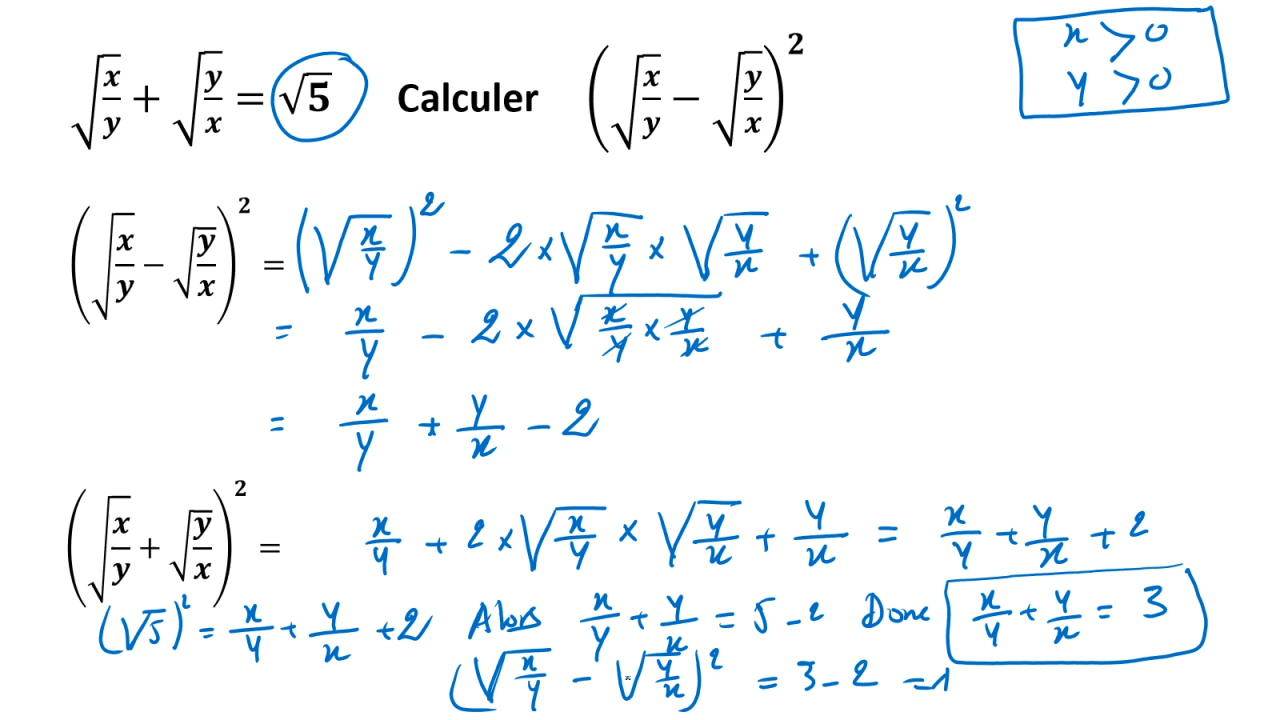 √(x/y) + √(y/x) = √5 Calculer (√(x/y) − √(y/x))²
x > 0
y > 0
(√(x/y) − √(y/x))² = (√(x/y))² − 2 × √(x/y) × √(y/x) + (√(y/x))²
= x/y − 2 × √(x/y × y/x) + y/x
= x/y + y/x − 2
(√(x/y) + √(y/x))² = x/y + 2 × √(x/y) × √(y/x) + y/x = x/y + y/x + 2
(√5)² = x/y + y/x + 2 Alors x/y + y/x = 5 − 2 Donc x/y + y/x = 3
(√(x/y) − √(y/x))² = 3 − 2 = 1